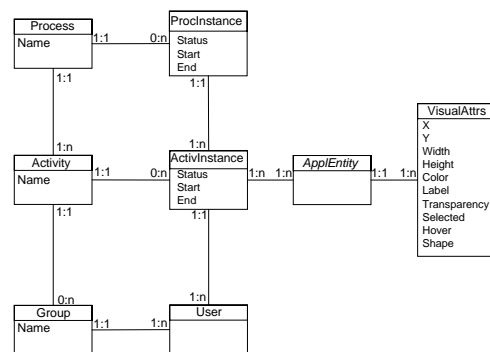 Process
Name
1:1
0:n
ProcInstance
Status
Start
End
1:1
1:1
1:n
1:n
Activity
Name
1:1
0:n
ActivInstance
Status
Start
End
1:n
1:n
ApplEntity
1:1
1:n
VisualAttrs
X
Y
Width
Height
Color
Label
Transparency
Selected
Hover
Shape
1:1
1:1
0:n
1:n
Group
Name
1:1
1:n
User